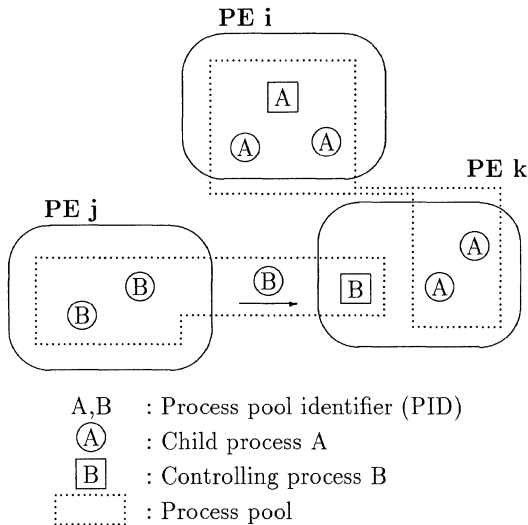 PE i
A
A
A
PE k
PE j
A
B
B
B
A
B
A,B : Process pool identifier (PID)
A : Child process A
B : Controlling process B
: Process pool